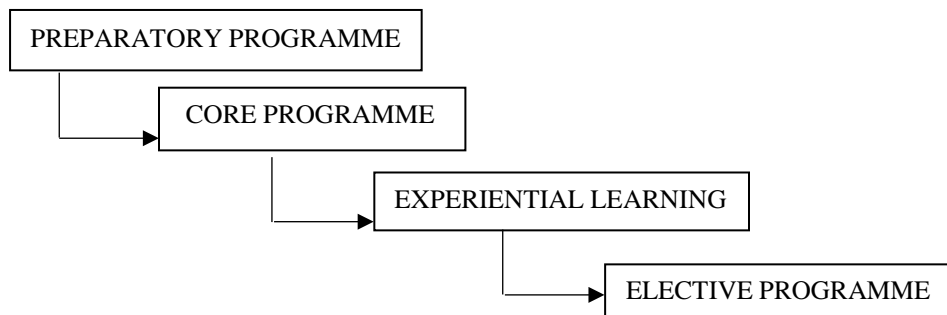 PREPARATORY PROGRAMME
CORE PROGRAMME
EXPERIENTIAL LEARNING
ELECTIVE PROGRAMME